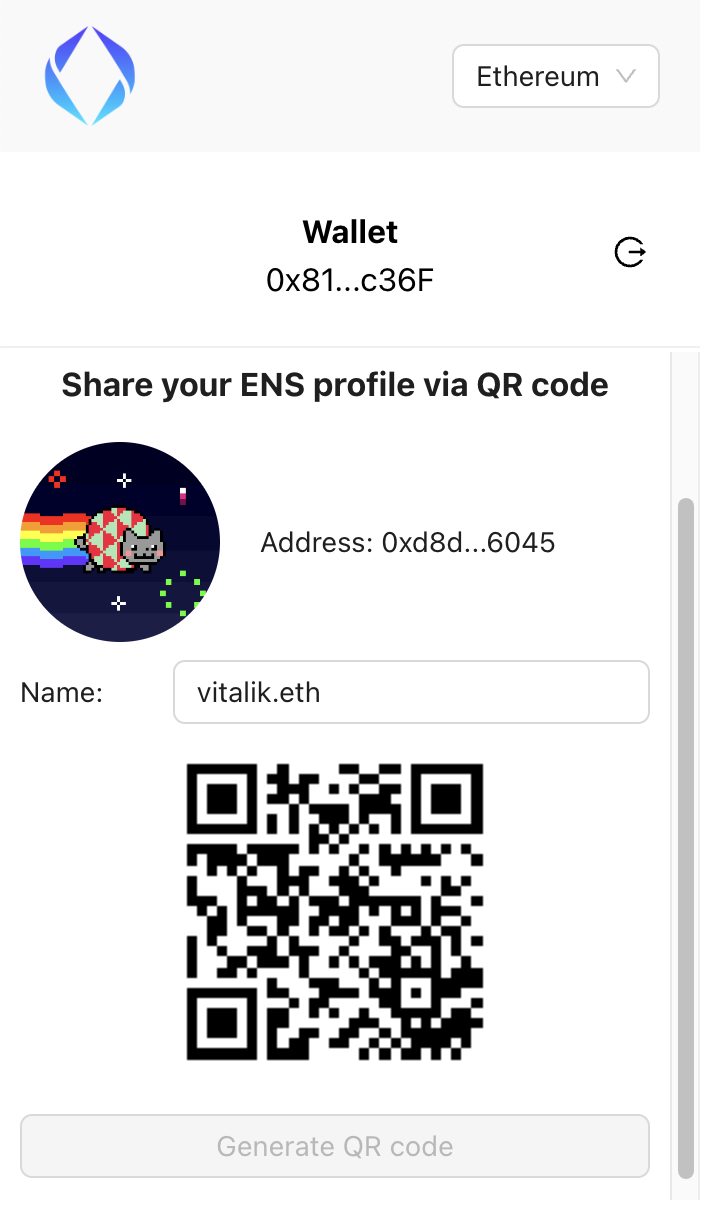 Ethereum
Wallet
0x81...c36F
Share your ENS profile via QR code
Address: 0xd8d...6045
Name: vitalik.eth
Generate QR code